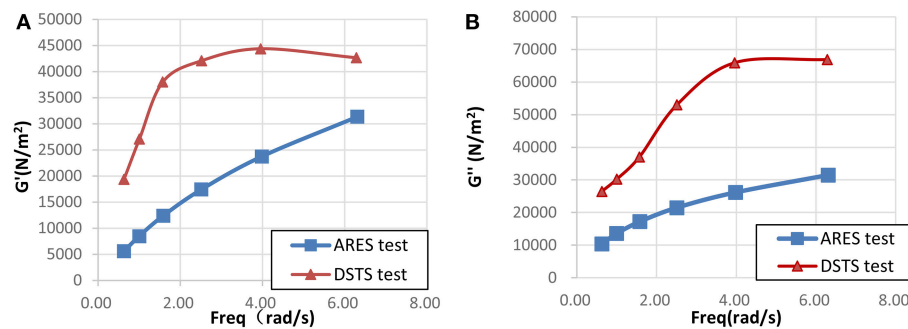 A
50000
45000
40000
35000
30000
25000
20000
15000
10000
5000
0
G'(N/m²)
0.00 2.00 4.00 6.00 8.00
Freq（rad/s)
ARES test
DSTS test
B
80000
70000
60000
50000
40000
30000
20000
10000
0
G'' (N/m²)
0.00 2.00 4.00 6.00 8.00
Freq(rad/s)
ARES test
DSTS test